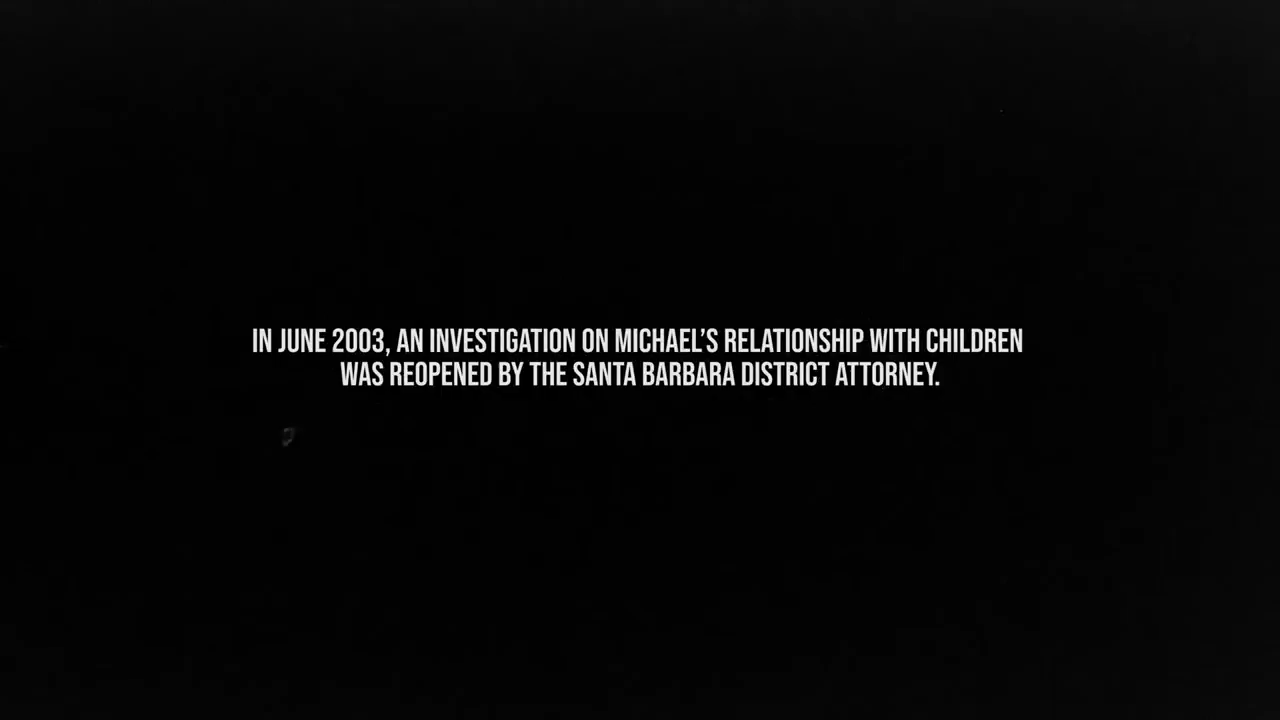 IN JUNE 2003, AN INVESTIGATION ON MICHAEL’S RELATIONSHIP WITH CHILDREN
WAS REOPENED BY THE SANTA BARBARA DISTRICT ATTORNEY.